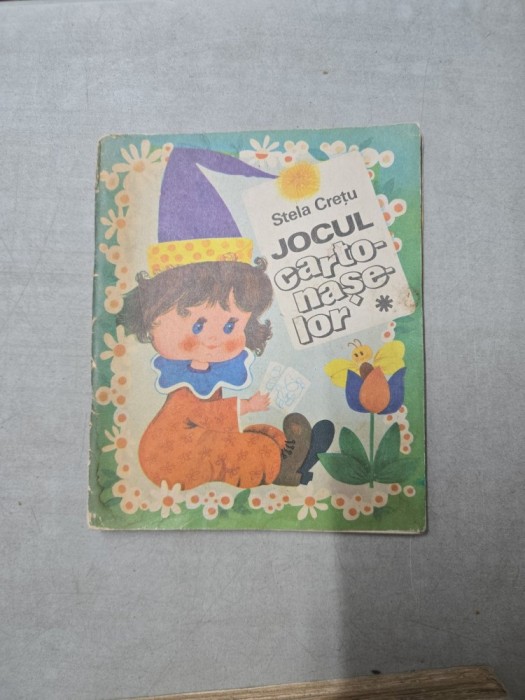 Stela Crețu
JOCUL
carto-
nașe-
lor *